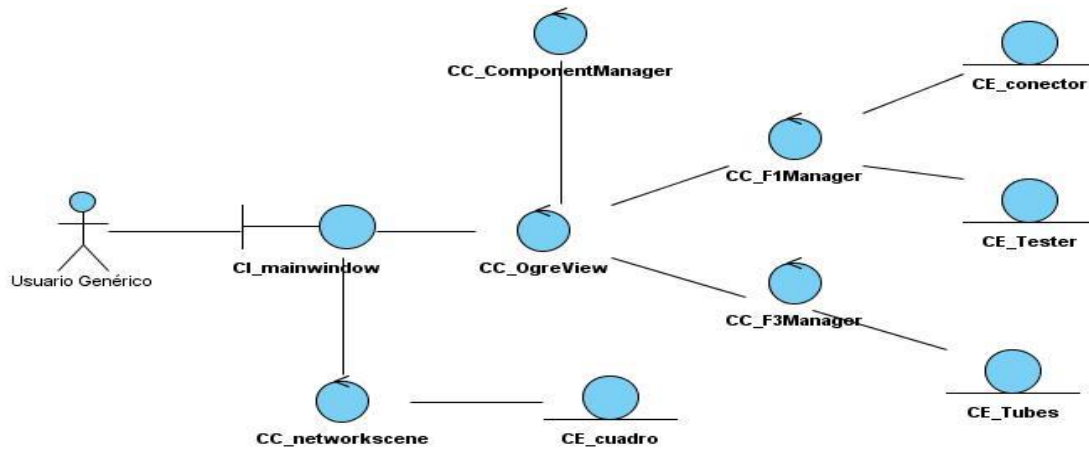 CC_ComponentManager
CE_conector
CC_F1Manager
CE_Tester
Usuario Genérico
CI_mainwindow
CC_OgreView
CC_F3Manager
CE_Tubes
CC_networkscene
CE_cuadro